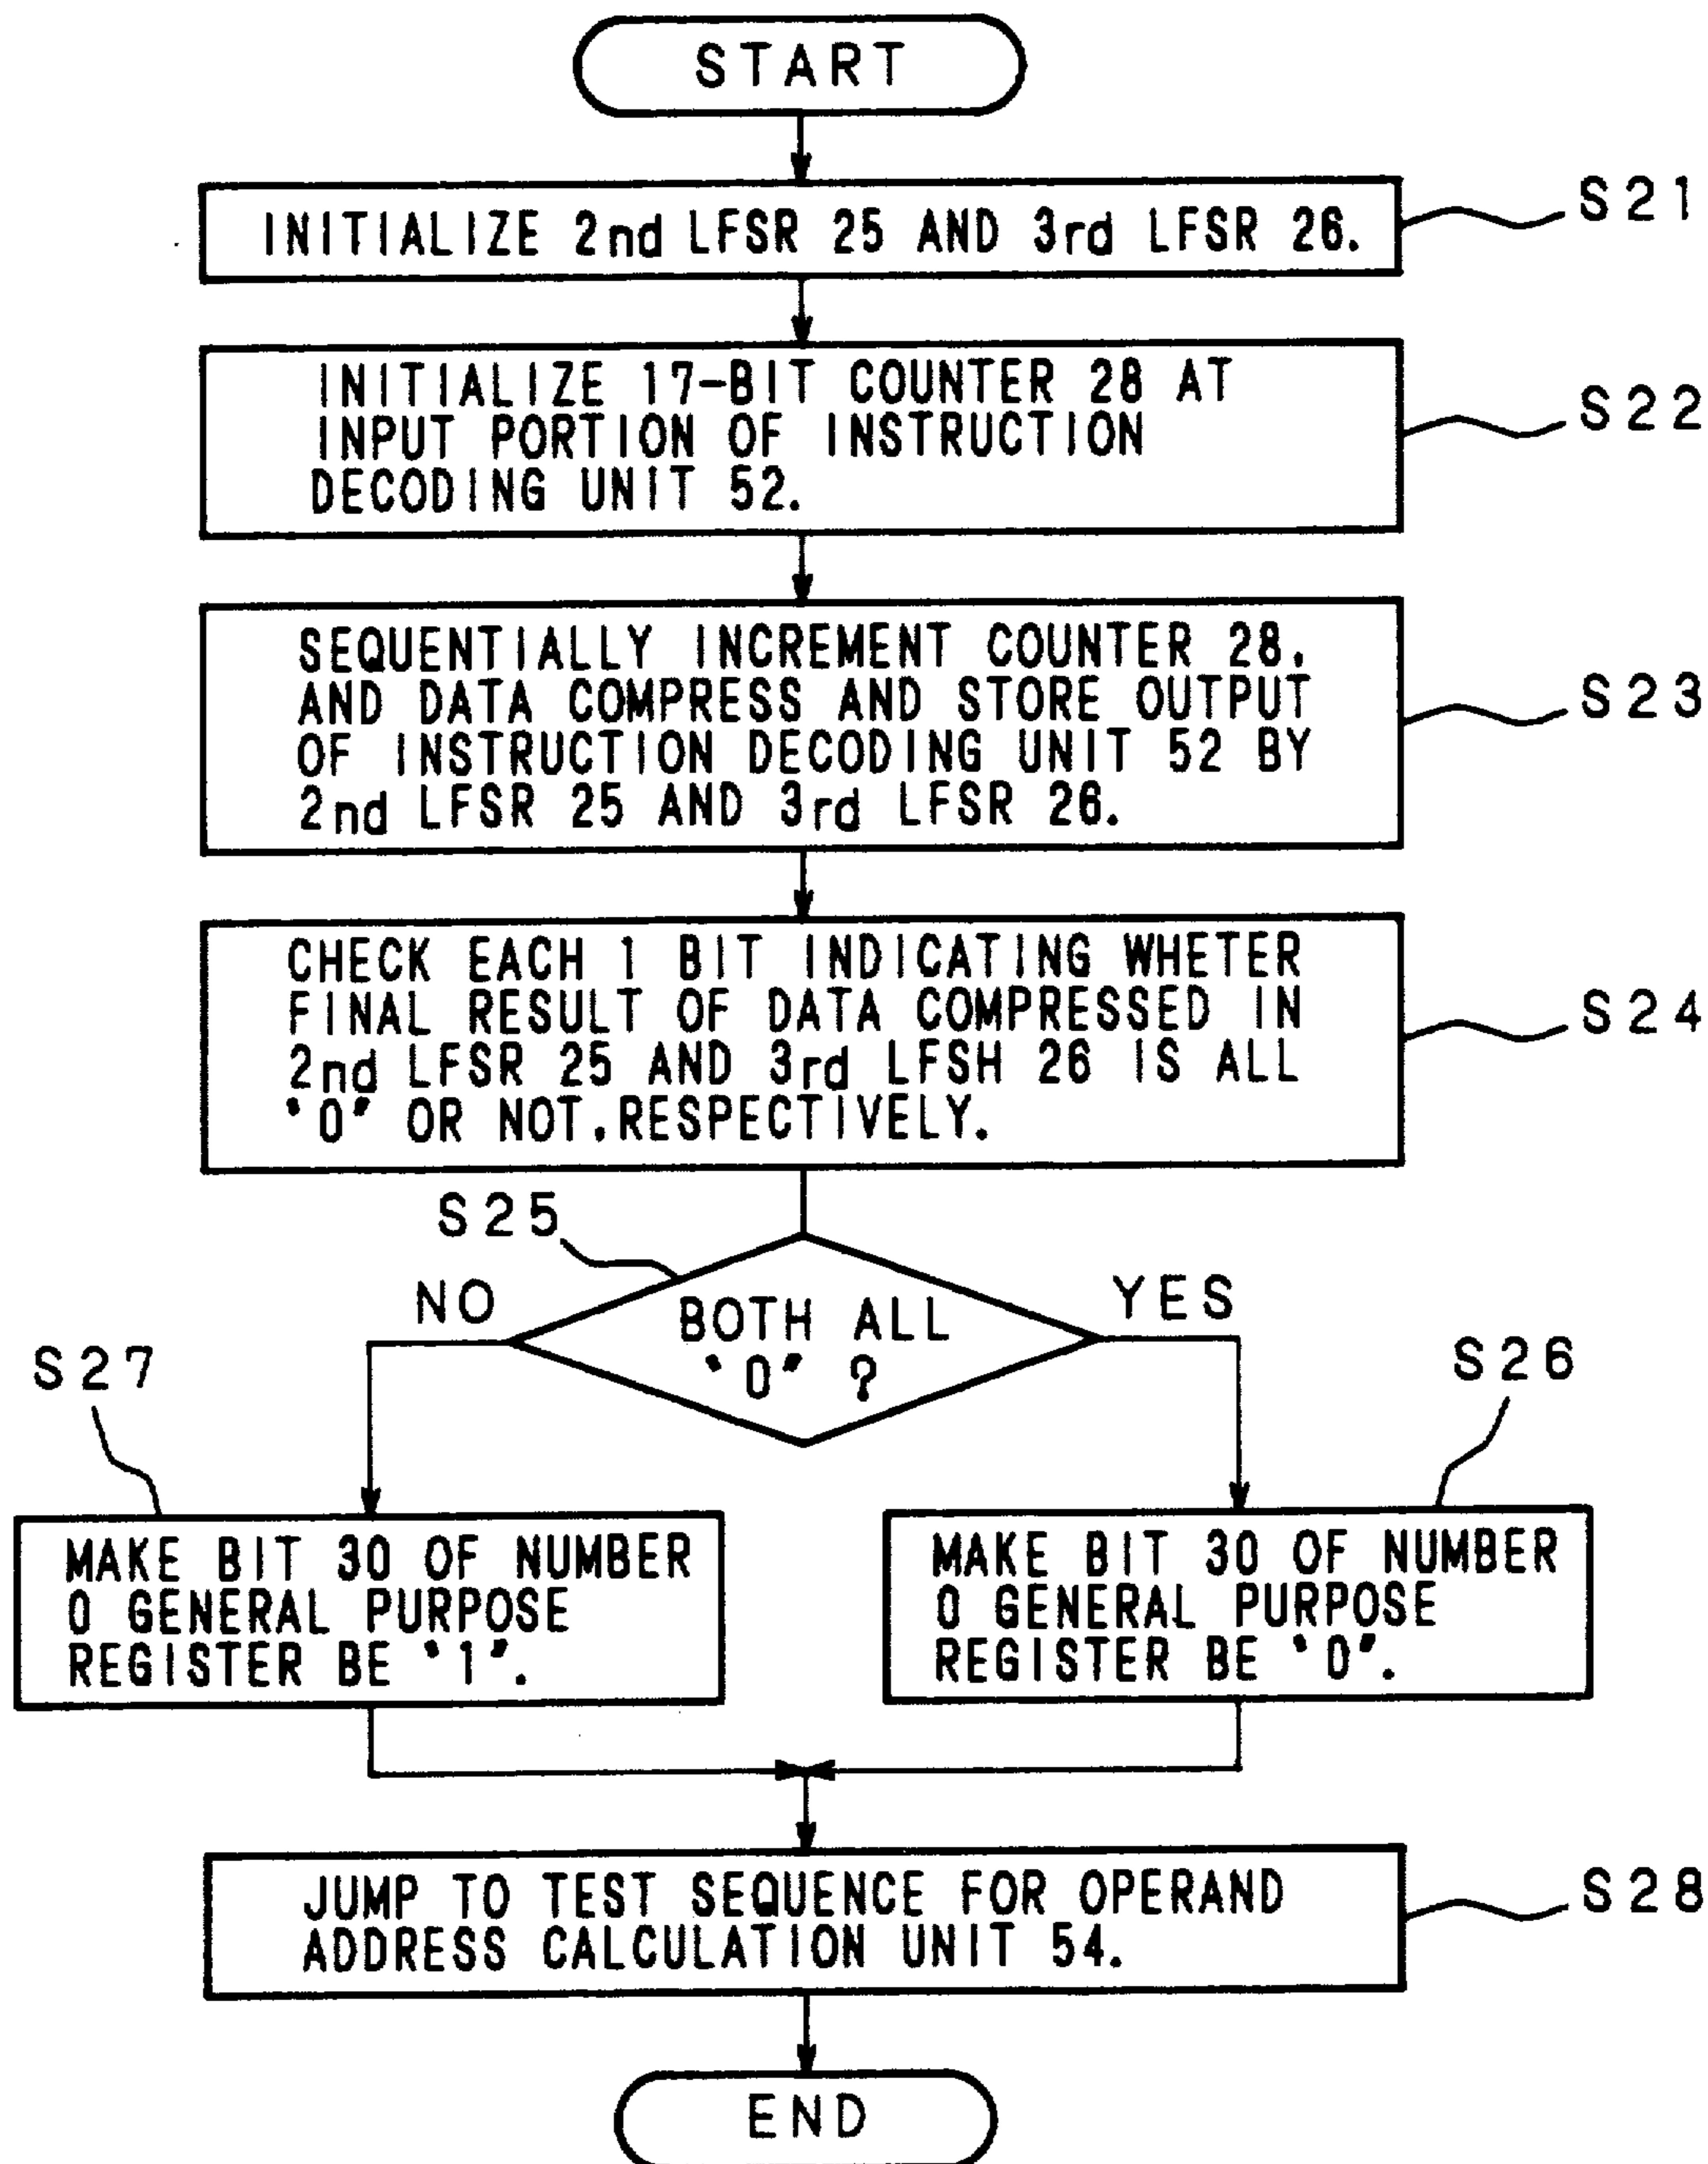 START
INITIALIZE 2nd LFSR 25 AND 3rd LFSR 26.
S21
INITIALIZE 17-BIT COUNTER 28 AT
INPUT PORTION OF INSTRUCTION
DECODING UNIT 52.
S22
SEQUENTIALLY INCREMENT COUNTER 28.
AND DATA COMPRESS AND STORE OUTPUT
OF INSTRUCTION DECODING UNIT 52 BY
2nd LFSR 25 AND 3rd LFSR 26.
S23
CHECK EACH 1 BIT INDICATING WHETER
FINAL RESULT OF DATA COMPRESSED IN
2nd LFSR 25 AND 3rd LFSH 26 IS ALL
"0" OR NOT.RESPECTIVELY.
S24
S25
NO
BOTH ALL
"0" ?
YES
S27
S26
MAKE BIT 30 OF NUMBER
0 GENERAL PURPOSE
REGISTER BE "1".
MAKE BIT 30 OF NUMBER
0 GENERAL PURPOSE
REGISTER BE "0".
JUMP TO TEST SEQUENCE FOR OPERAND
ADDRESS CALCULATION UNIT 54.
S28
END